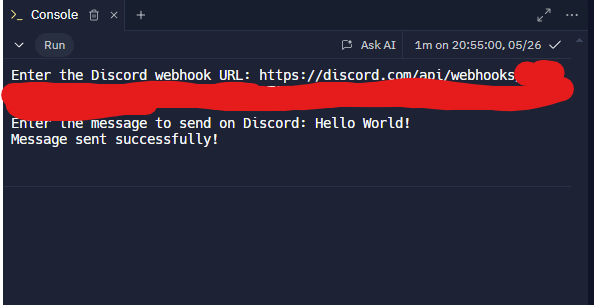 Console
Run
Ask AI
1m on 20:55:00, 05/26
Enter the Discord webhook URL: https://discord.com/api/webhooks
Enter the message to send on Discord: Hello World!
Message sent successfully!